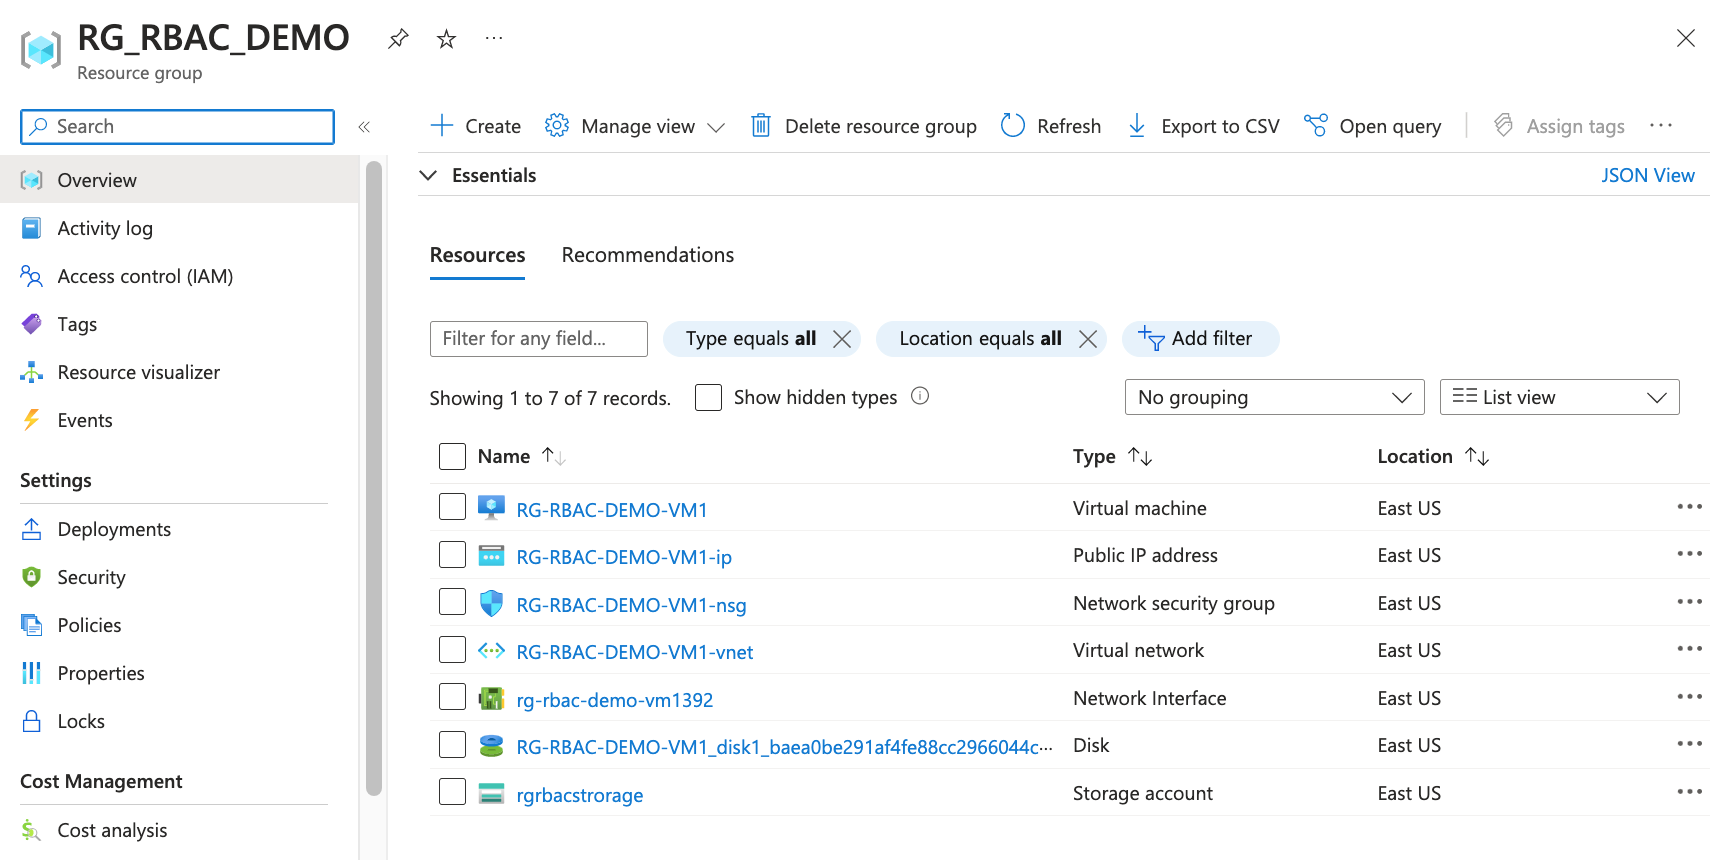 RG_RBAC_DEMO
Resource group
Search
Overview
Activity log
Access control (IAM)
Tags
Resource visualizer
Events
Settings
Deployments
Security
Policies
Properties
Locks
Cost Management
Cost analysis
Create Manage view Delete resource group Refresh Export to CSV Open query Assign tags
Essentials JSON View
Resources Recommendations
Filter for any field... Type equals all Location equals all Add filter
Showing 1 to 7 of 7 records. Show hidden types No grouping List view
Name Type Location
RG-RBAC-DEMO-VM1 Virtual machine East US
RG-RBAC-DEMO-VM1-ip Public IP address East US
RG-RBAC-DEMO-VM1-nsg Network security group East US
RG-RBAC-DEMO-VM1-vnet Virtual network East US
rg-rbac-demo-vm1392 Network Interface East US
RG-RBAC-DEMO-VM1_disk1_baea0be291af4fe88cc2966044c··· Disk East US
rgrbacstrorage Storage account East US